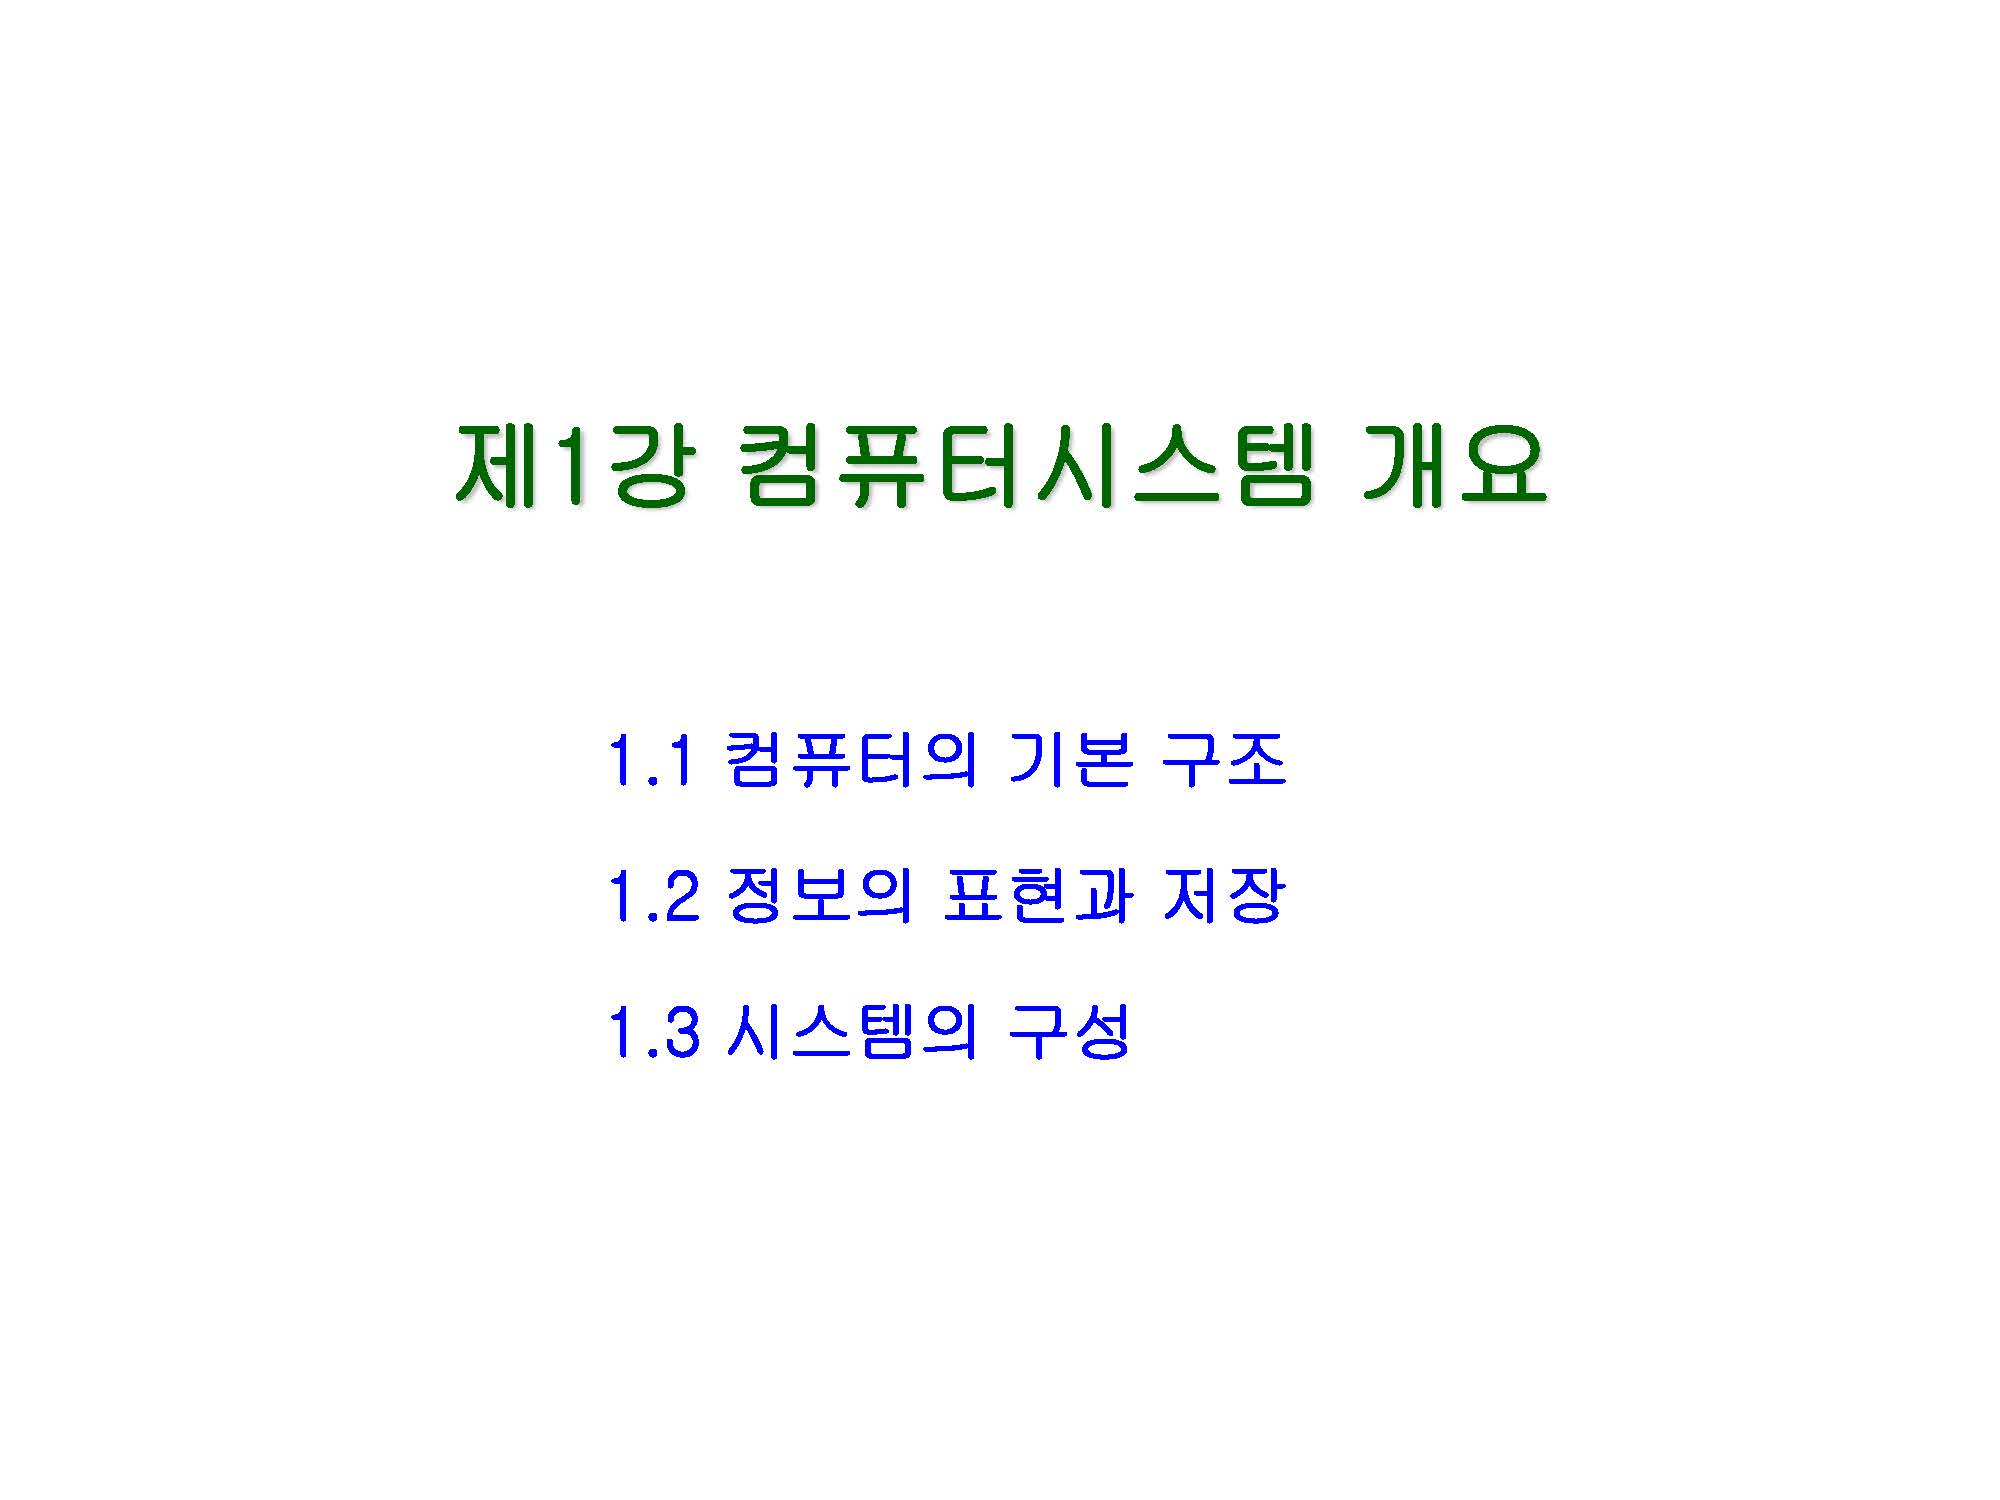 제1강 컴퓨터시스템 개요
1.1 컴퓨터의 기본 구조
1.2 정보의 표현과 저장
1.3 시스템의 구성